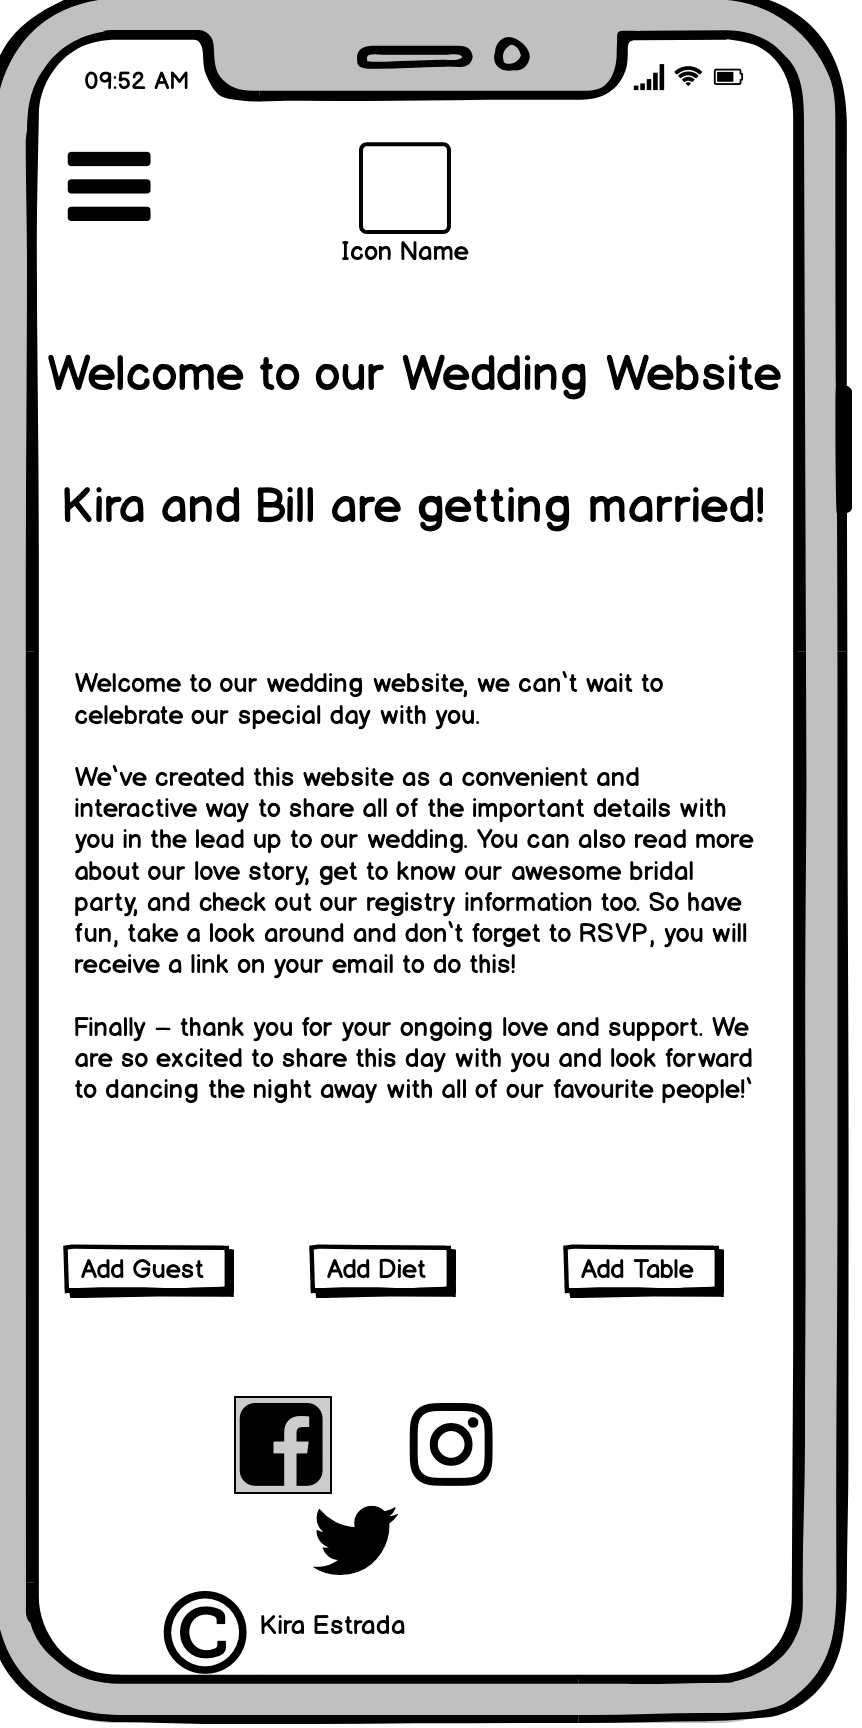 09:52 AM
Icon Name
Welcome to our Wedding Website
Kira and Bill are getting married!
Welcome to our wedding website, we can`t wait to
celebrate our special day with you.
We`ve created this website as a convenient and
interactive way to share all of the important details with
you in the lead up to our wedding. You can also read more
about our love story, get to know our awesome bridal
party, and check out our registry information too. So have
fun, take a look around and don`t forget to RSVP, you will
receive a link on your email to do this!
Finally – thank you for your ongoing love and support. We
are so excited to share this day with you and look forward
to dancing the night away with all of our favourite people!`
Add Guest Add Diet Add Table
© Kira Estrada